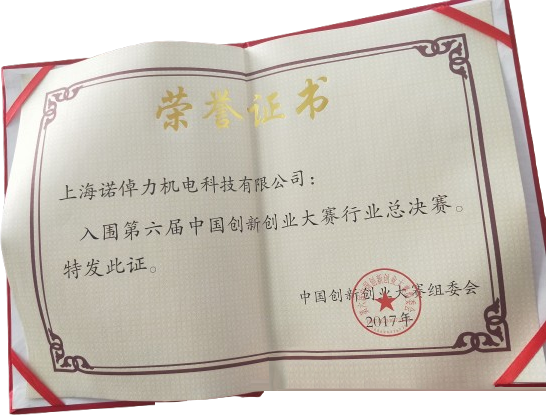 荣誉证书
上海诺倬力机电科技有限公司：
入围第六届中国创新创业大赛行业总决赛。
特发此证。
中国创新创业大赛组委会
2017年